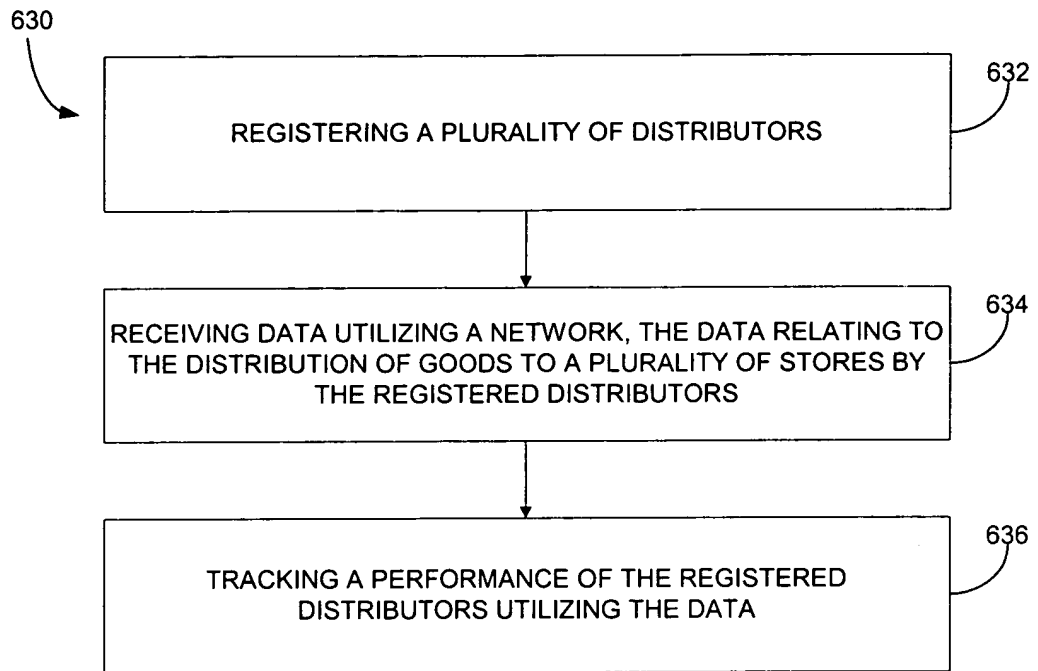 630
632
REGISTERING A PLURALITY OF DISTRIBUTORS
634
RECEIVING DATA UTILIZING A NETWORK, THE DATA RELATING TO
THE DISTRIBUTION OF GOODS TO A PLURALITY OF STORES BY
THE REGISTERED DISTRIBUTORS
636
TRACKING A PERFORMANCE OF THE REGISTERED
DISTRIBUTORS UTILIZING THE DATA